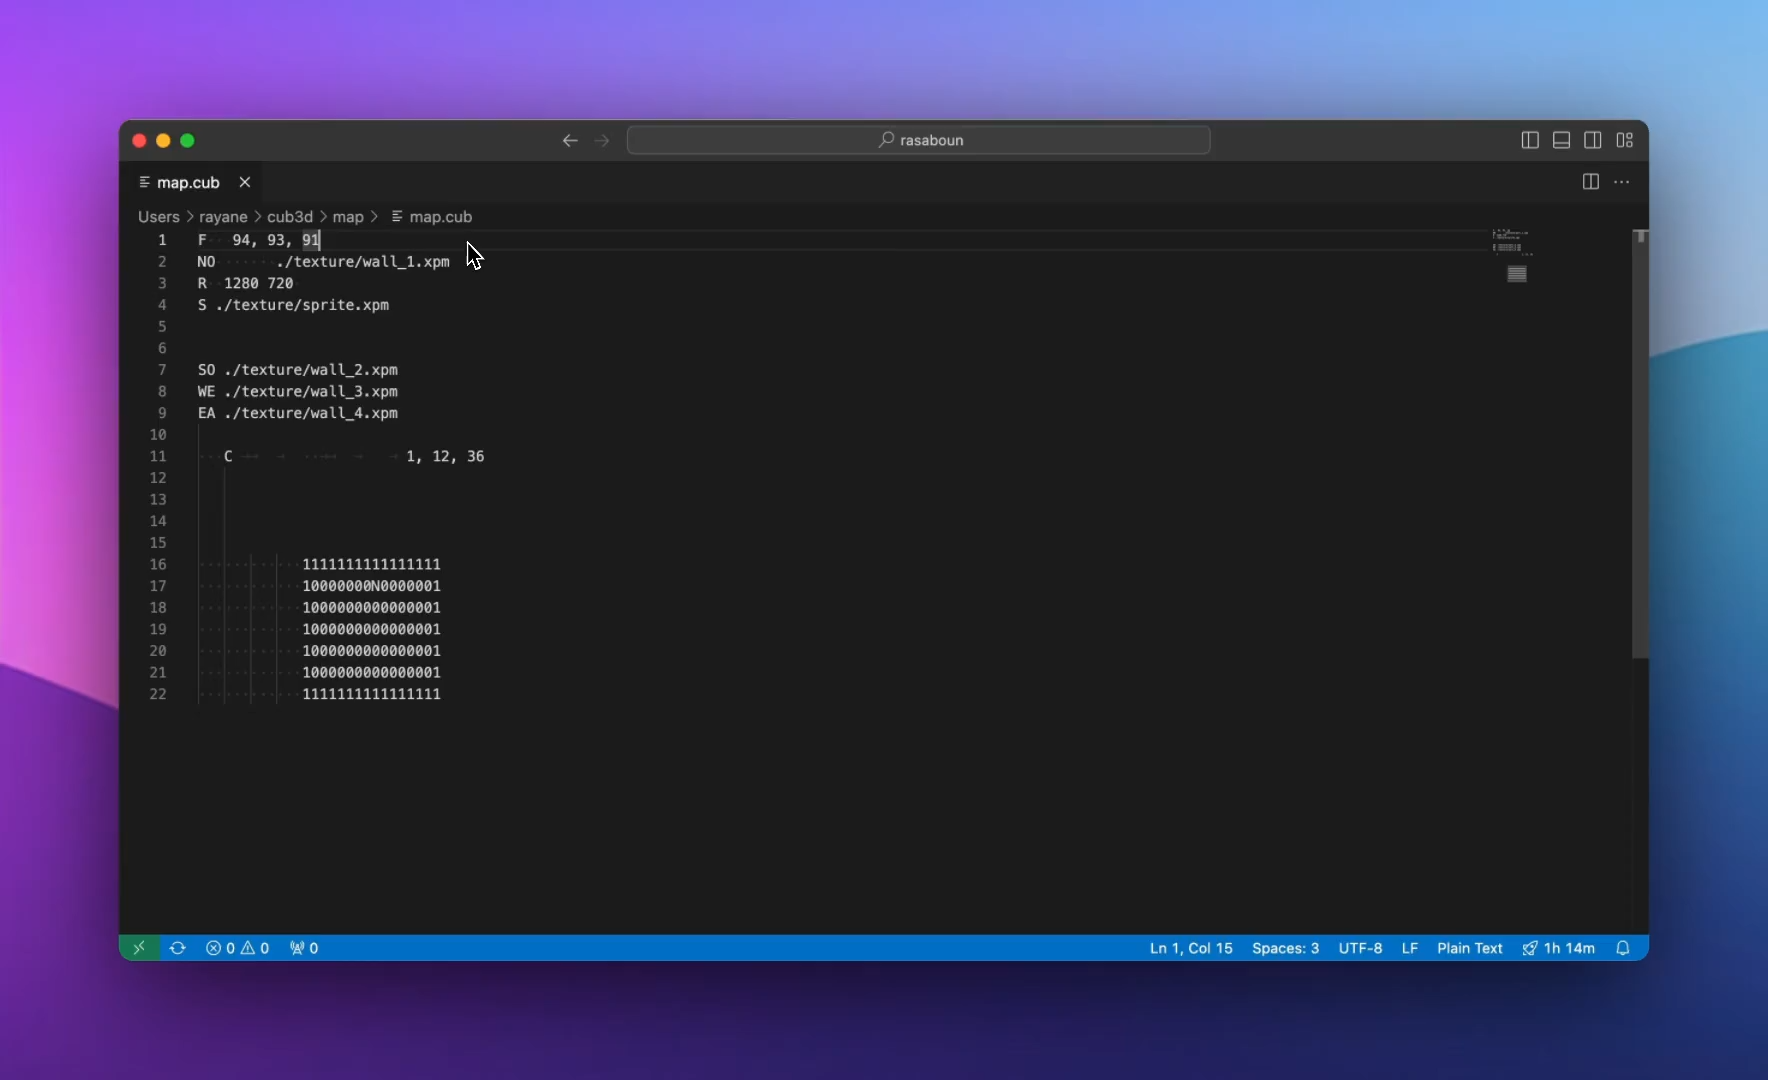 rasaboun
map.cub
Users > rayane > cub3d > map > map.cub
1 F 94, 93, 91
2 NO ./texture/wall_1.xpm
3 R 1280 720
4 S ./texture/sprite.xpm
5
6
7 SO ./texture/wall_2.xpm
8 WE ./texture/wall_3.xpm
9 EA ./texture/wall_4.xpm
10
11 C 1, 12, 36
12
13
14
15
16 1111111111111111
17 10000000N0000001
18 1000000000000001
19 1000000000000001
20 1000000000000001
21 1000000000000001
22 1111111111111111
0 0 0 Ln 1, Col 15 Spaces: 3 UTF-8 LF Plain Text 1h 14m